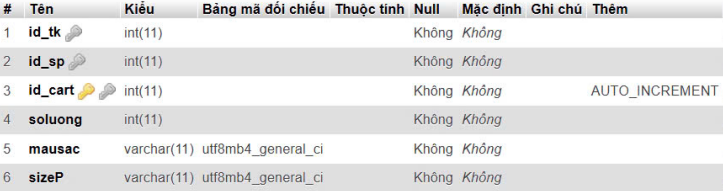 # Tên Kiểu Bảng mã đối chiếu Thuộc tính Null Mặc định Ghi chú Thêm
1 id_tk int(11) Không Không
2 id_sp int(11) Không Không
3 id_cart int(11) Không Không AUTO_INCREMENT
4 soluong int(11) Không Không
5 mausac varchar(11) utf8mb4_general_ci Không Không
6 sizeP varchar(11) utf8mb4_general_ci Không Không